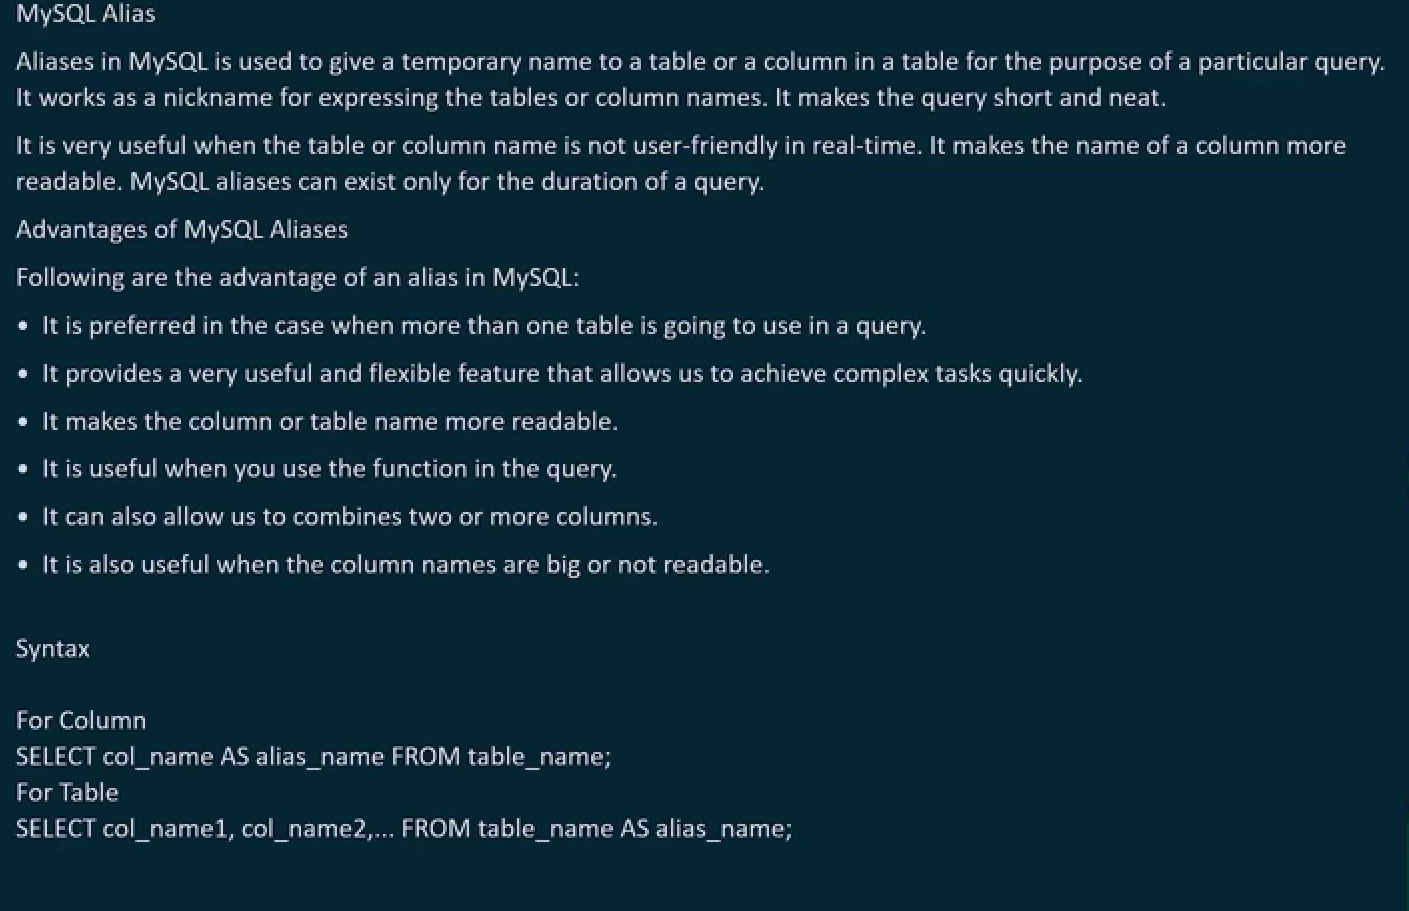 MySQL Alias
Aliases in MySQL is used to give a temporary name to a table or a column in a table for the purpose of a particular query.
It works as a nickname for expressing the tables or column names. It makes the query short and neat.
It is very useful when the table or column name is not user-friendly in real-time. It makes the name of a column more
readable. MySQL aliases can exist only for the duration of a query.
Advantages of MySQL Aliases
Following are the advantage of an alias in MySQL:
• It is preferred in the case when more than one table is going to use in a query.
• It provides a very useful and flexible feature that allows us to achieve complex tasks quickly.
• It makes the column or table name more readable.
• It is useful when you use the function in the query.
• It can also allow us to combines two or more columns.
• It is also useful when the column names are big or not readable.
Syntax
For Column
SELECT col_name AS alias_name FROM table_name;
For Table
SELECT col_name1, col_name2,... FROM table_name AS alias_name;